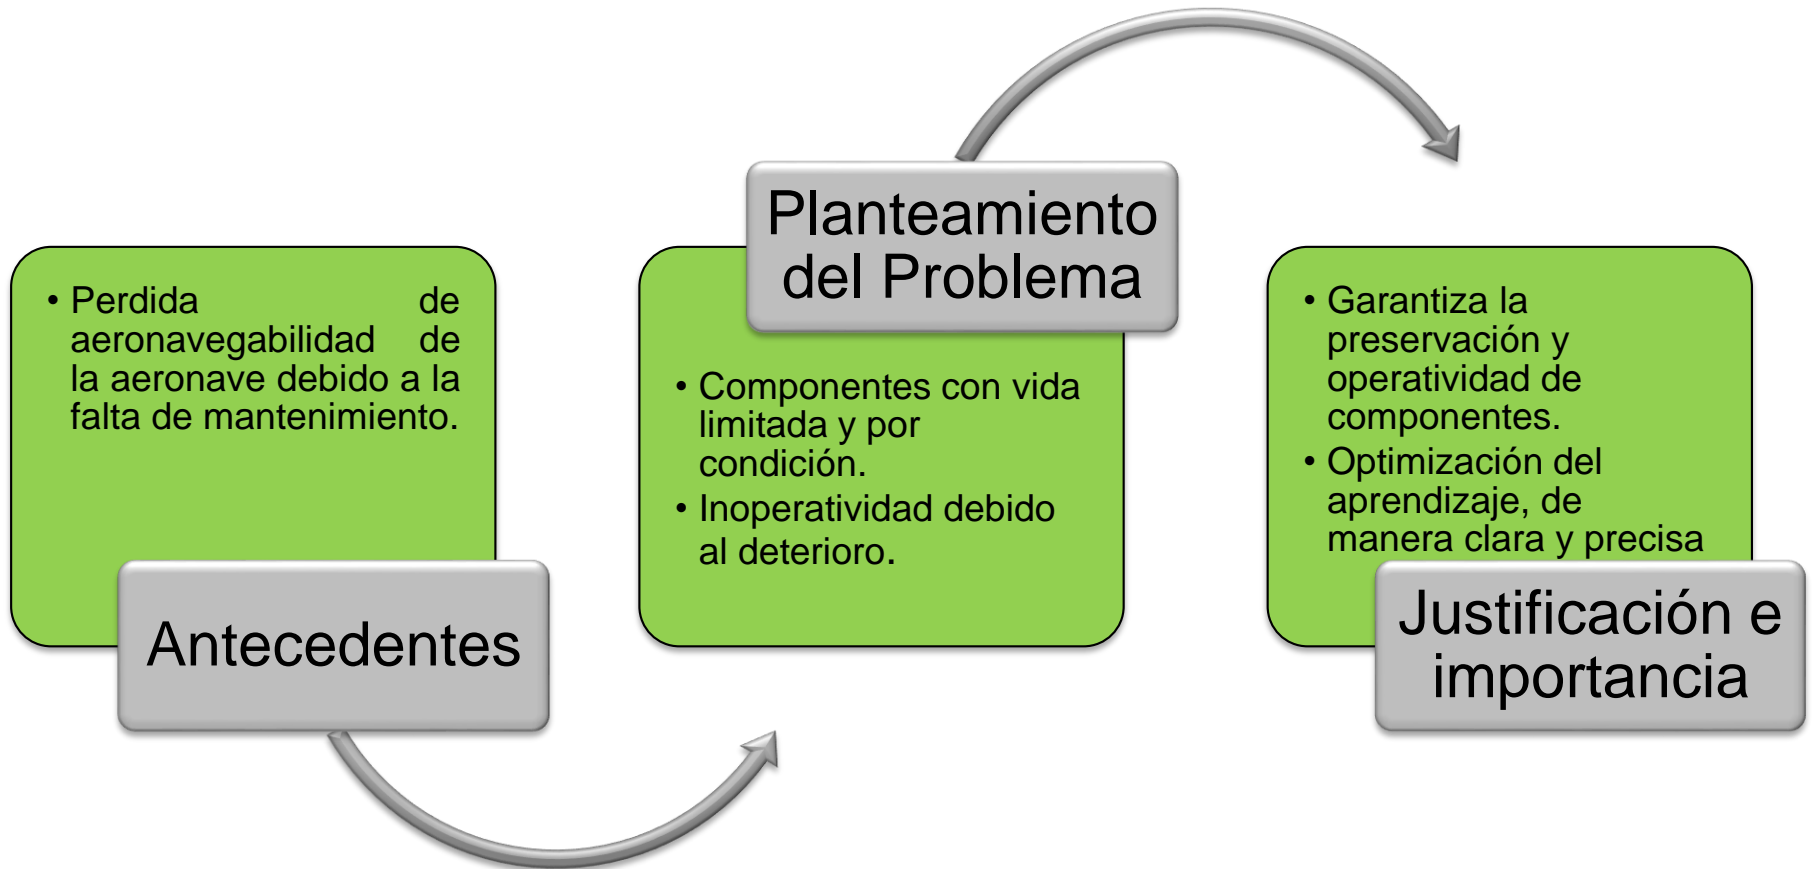 • Perdida de
aeronavegabilidad de
la aeronave debido a la
falta de mantenimiento.
Antecedentes
Planteamiento
del Problema
• Componentes con vida
limitada y por
condición.
• Inoperatividad debido
al deterioro.
• Garantiza la
preservación y
operatividad de
componentes.
• Optimización del
aprendizaje, de
manera clara y precisa
Justificación e
importancia